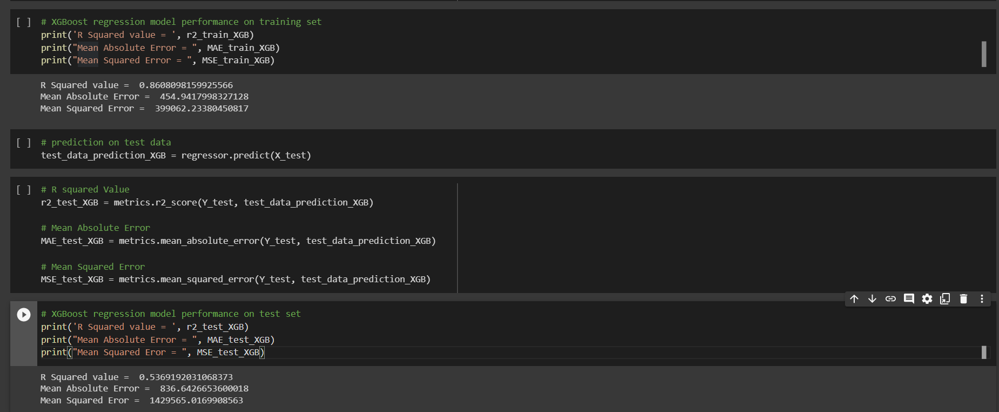 [ ] # XGBoost regression model performance on training set
print('R Squared value = ', r2_train_XGB)
print("Mean Absolute Error = ", MAE_train_XGB)
print("Mean Squared Error = ", MSE_train_XGB)
R Squared value =  0.8608098159925566
Mean Absolute Error =  454.9417998327128
Mean Squared Error =  399062.23380450817
[ ] # prediction on test data
test_data_prediction_XGB = regressor.predict(X_test)
[ ] # R squared Value
r2_test_XGB = metrics.r2_score(Y_test, test_data_prediction_XGB)
# Mean Absolute Error
MAE_test_XGB = metrics.mean_absolute_error(Y_test, test_data_prediction_XGB)
# Mean Squared Error
MSE_test_XGB = metrics.mean_squared_error(Y_test, test_data_prediction_XGB)
# XGBoost regression model performance on test set
print('R Squared value = ', r2_test_XGB)
print("Mean Absolute Error = ", MAE_test_XGB)
print("Mean Squared Eror = ", MSE_test_XGB)
R Squared value =  0.5369192031068373
Mean Absolute Error =  836.6426653600018
Mean Squared Eror =  1429565.0169908563